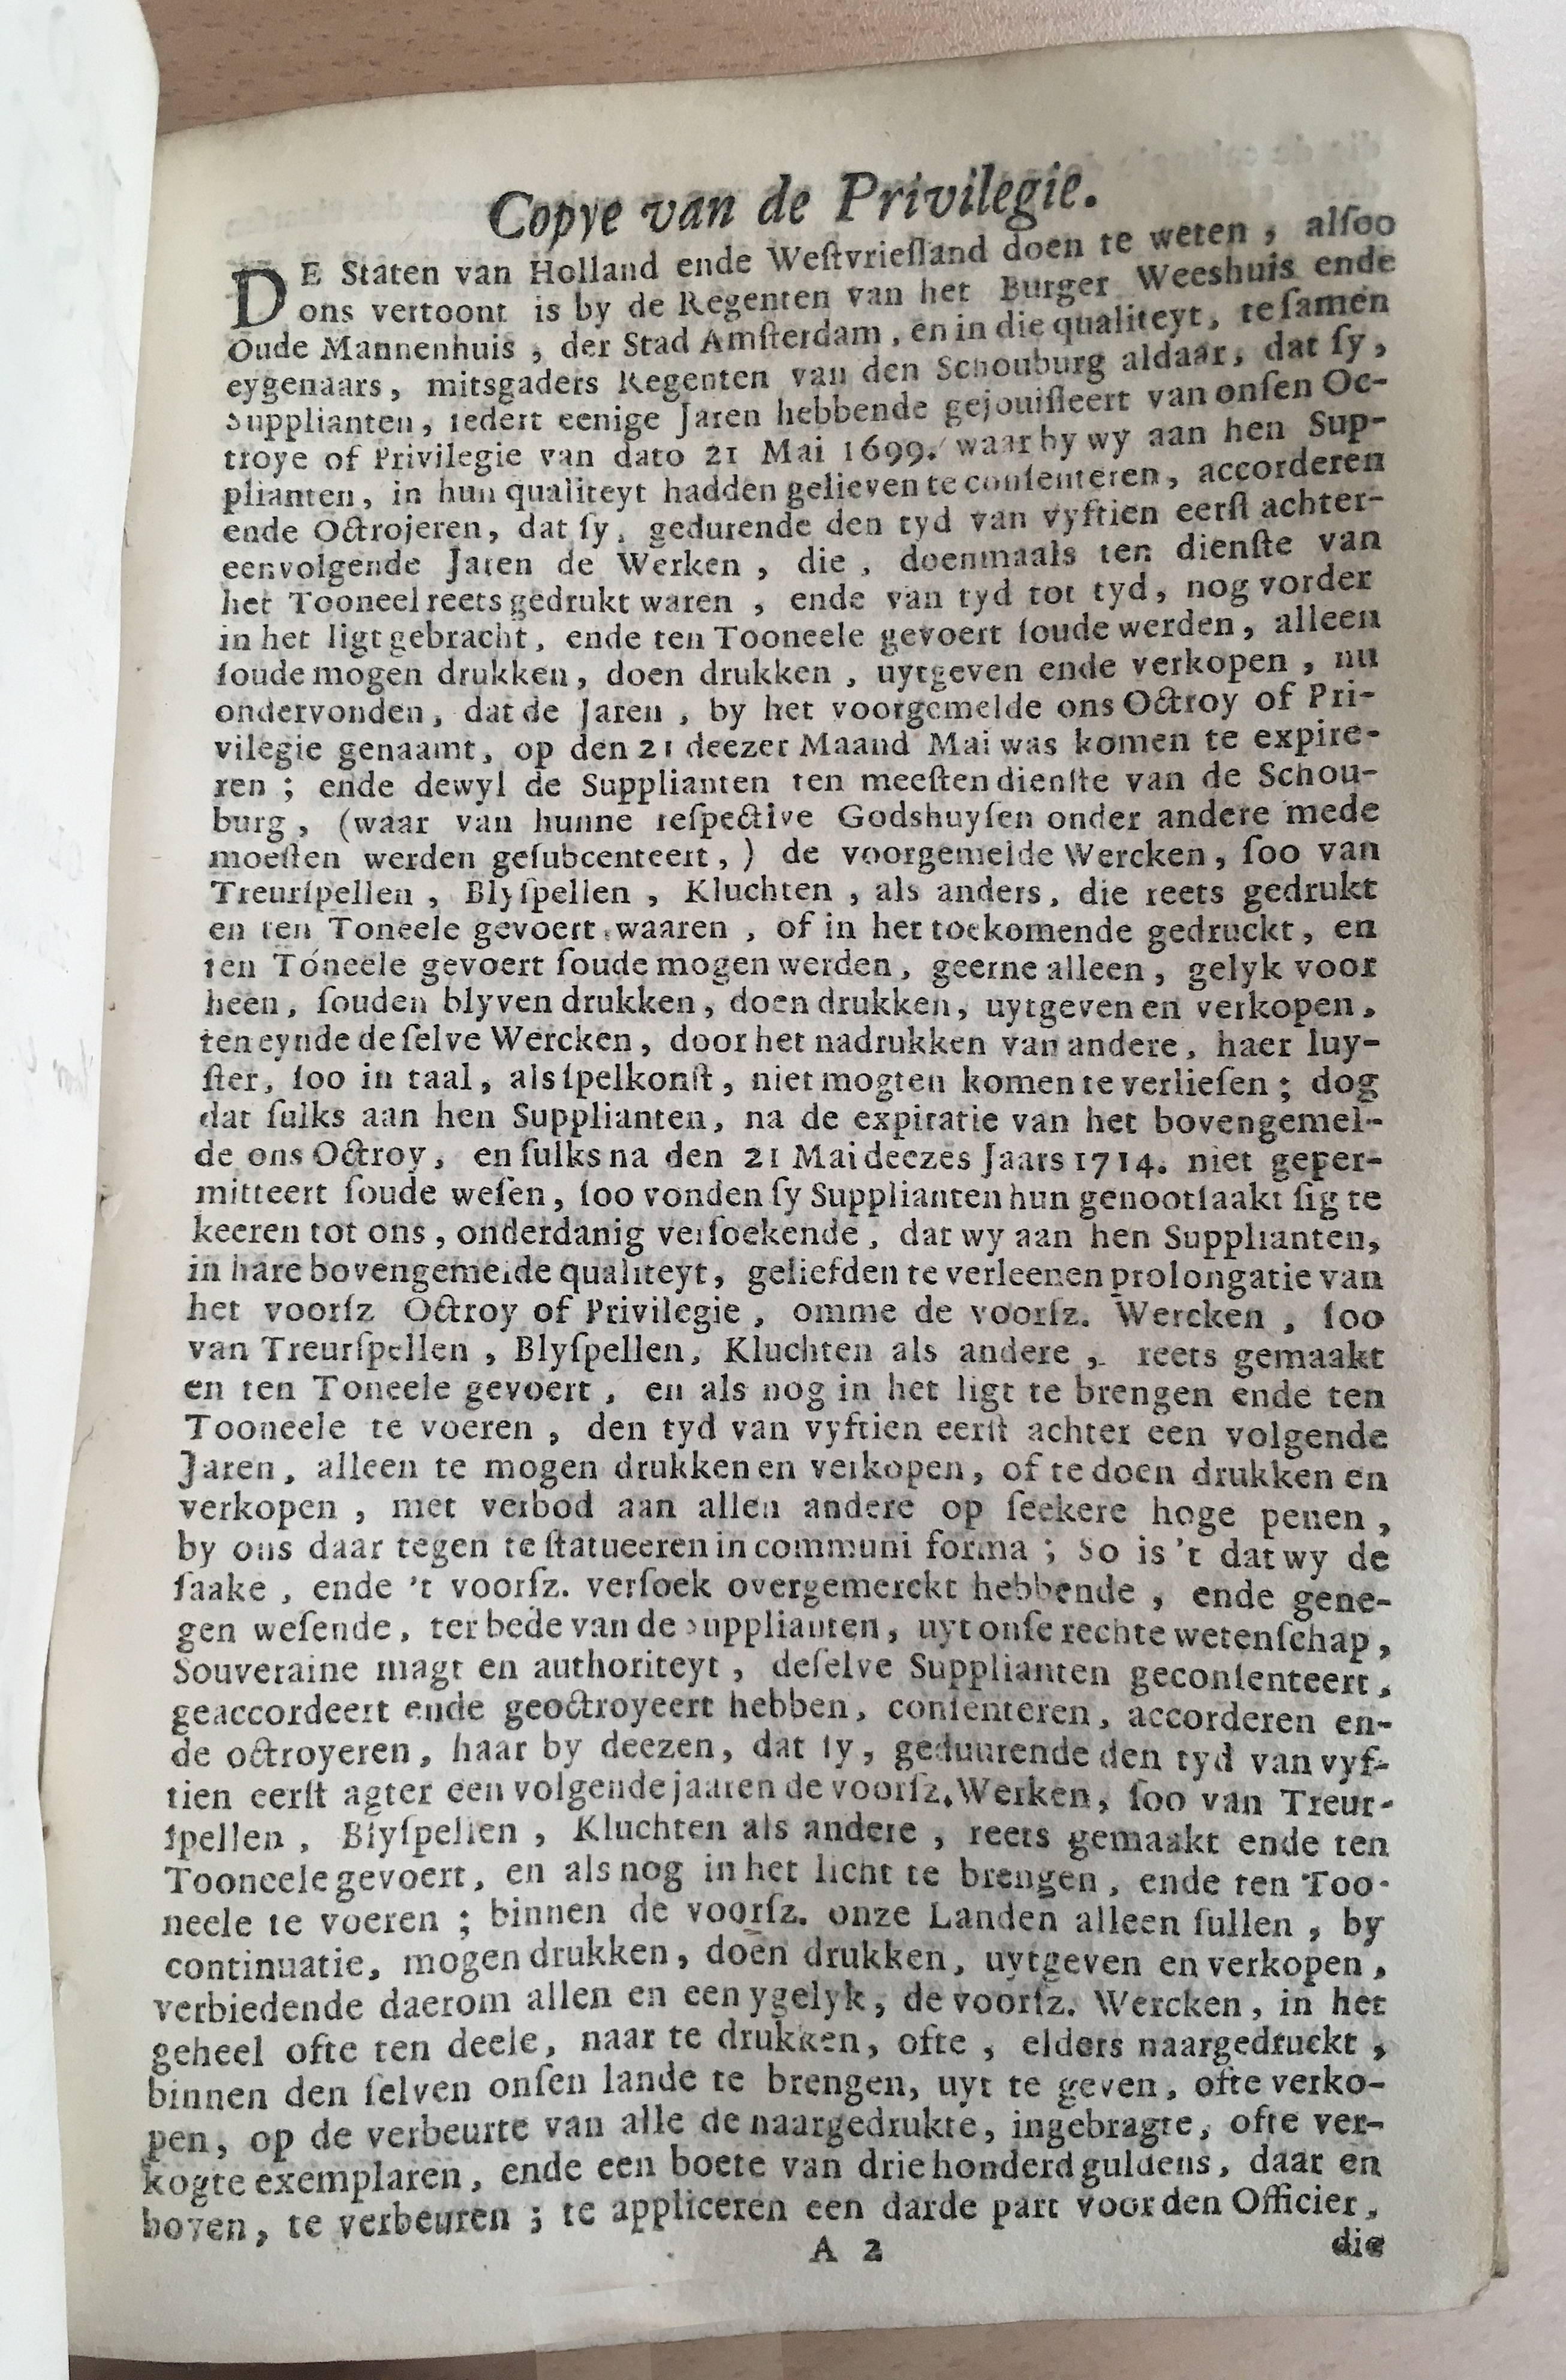 Copye van de Privilegie.
DE Staten van Holland ende Weſtvrieſland doen te weten, alſoo
ons vertoont is by de Regenten van het Burger Weeshuis ende
Oude Mannenhuis, der Stad Amſterdam, en in die qualiteyt, te ſamen
eygenaars, mitsgaders Regenten van den Schouburg aldaar, dat ſy,
Supplianten, ſedert eenige Jaren hebbende gejouiſſeert van onſen Oc-
troye of Privilegie van dato 21 Mai 1699. waar by wy aan hen Sup-
plianten, in hun qualiteyt hadden gelieven te conſenteren, accorderen
ende Octrojeren, dat ſy, gedurende den tyd van vyftien eerſt achter-
eenvolgende Jaren de Werken, die, doenmaals ten dienſte van
het Tooneel reets gedrukt waren, ende van tyd tot tyd, nog vorder
in het ligt gebracht, ende ten Tooneele gevoert ſoude werden, alleen
ſoude mogen drukken, doen drukken, uytgeven ende verkopen, nu
ondervonden, dat de Jaren, by het voorgemelde ons Octroy of Pri-
vilegie genaamt, op den 21 deezer Maand Mai was komen te expire-
ren; ende dewyl de Supplianten ten meeſten dienſte van de Schou-
burg, (waar van hunne reſpective Godshuyſen onder andere mede
moeſten werden geſubcenteert,) de voorgemelde Wercken, ſoo van
Treurſpellen, Blyſpellen, Kluchten, als anders, die reets gedrukt
en ten Toneele gevoert waaren, of in het toekomende gedruckt, en
ten Tóneele gevoert ſoude mogen werden, geerne alleen, gelyk voor
heen, ſouden blyven drukken, doen drukken, uytgeven en verkopen,
ten eynde de ſelve Wercken, door het nadrukken van andere, haer luy-
ſter, ſoo in taal, als ſpelkonſt, niet mogten komen te verlieſen; dog
dat ſulks aan hen Supplianten, na de expiratie van het bovengemel-
de ons Octroy, en ſulks na den 21 Mai deezes Jaars 1714. niet geper-
mitteert ſoude weſen, ſoo vonden ſy Supplianten hun genootſaakt ſig te
keeren tot ons, onderdanig verſoekende, dat wy aan hen Supplianten,
in hare bovengemelde qualiteyt, geliefden te verleenen prolongatie van
het voorſz Octroy of Privilegie, omme de voorſz. Wercken, ſoo
van Treurſpellen, Blyſpellen, Kluchten als andere, reets gemaakt
en ten Toneele gevoert, en als nog in het ligt te brengen ende ten
Tooneele te voeren, den tyd van vyftien eerſt achter een volgende
Jaren, alleen te mogen drukken en verkopen, of te doen drukken en
verkopen, met verbod aan allen andere op ſeekere hoge penen,
by ons daar tegen te ſtatueeren in communi forma; So is 't dat wy de
ſaake, ende 't voorſz. verſoek overgemerckt hebbende, ende gene-
gen weſende, ter bede van de Supplianten, uyt onſe rechte wetenſchap,
Souveraine magt en authoriteyt, deſelve Supplianten geconſenteert,
geaccordeert ende geoctroyeert hebben, conſenteren, accorderen en-
de octroyeren, haar by deezen, dat ſy, geduurende den tyd van vyf-
tien eerſt agter een volgende jaaren de voorſz. Werken, ſoo van Treur-
ſpellen, Blyſpellen, Kluchten als andere, reets gemaakt ende ten
Tooneele gevoert, en als nog in het licht te brengen, ende ten Too-
neele te voeren; binnen de voorſz. onze Landen alleen ſullen, by
continuatie, mogen drukken, doen drukken, uytgeven en verkopen,
verbiedende daerom allen en een ygelyk, de voorſz. Wercken, in het
geheel ofte ten deele, naar te drukken, ofte, elders naargedruckt,
binnen den ſelven onſen lande te brengen, uyt te geven, ofte verko-
pen, op de verbeurte van alle de naargedrukte, ingebragte, ofte ver-
kogte exemplaren, ende een boete van drie honderd guldens, daar en
boven, te verbeuren; te appliceren een darde part voor den Officier,
A 2
die